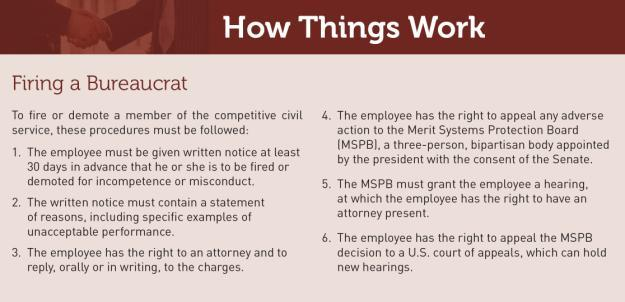 How Things Work
Firing a Bureaucrat
To fire or demote a member of the competitive civil
service, these procedures must be followed:
1. The employee must be given written notice at least
30 days in advance that he or she is to be fired or
demoted for incompetence or misconduct.
2. The written notice must contain a statement
of reasons, including specific examples of
unacceptable performance.
3. The employee has the right to an attorney and to
reply, orally or in writing, to the charges.
4. The employee has the right to appeal any adverse
action to the Merit Systems Protection Board
(MSPB), a three-person, bipartisan body appointed
by the president with the consent of the Senate.
5. The MSPB must grant the employee a hearing,
at which the employee has the right to have an
attorney present.
6. The employee has the right to appeal the MSPB
decision to a U.S. court of appeals, which can hold
new hearings.